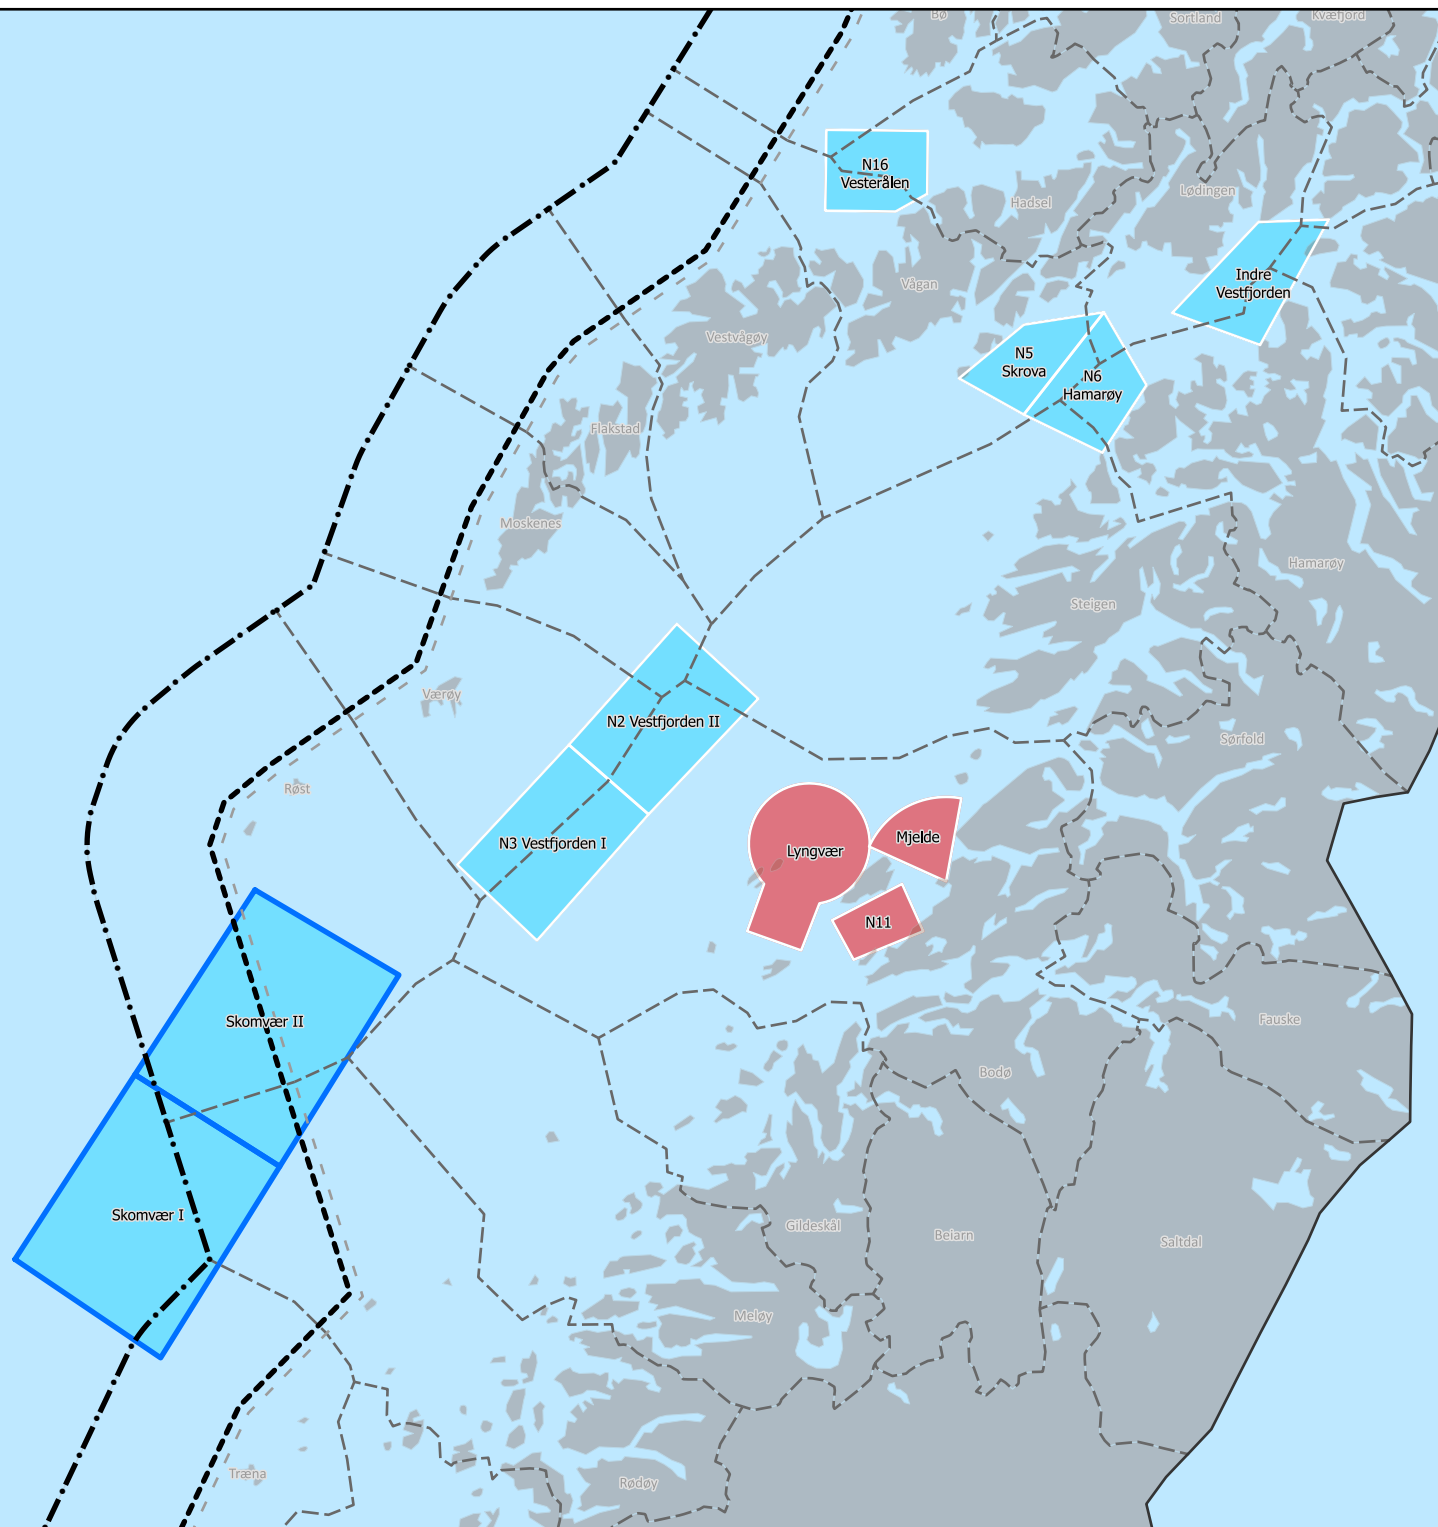 Bø
Sortland
Kvæfjord
N16
Vesterålen
Lødingen
Hadsel
Indre
Vestfjorden
Vågan
Vestvågøy
N5
Skrova
N6
Hamarøy
Flakstad
Moskenes
Hamarøy
Steigen
Værøy
N2 Vestfjorden II
Sørfold
Røst
N3 Vestfjorden I
Lyngvær
Mjelde
N11
Skomvær II
Fauske
Bodø
Skomvær I
Gildeskål
Beiarn
Saltdal
Meløy
Træna
Rødøy